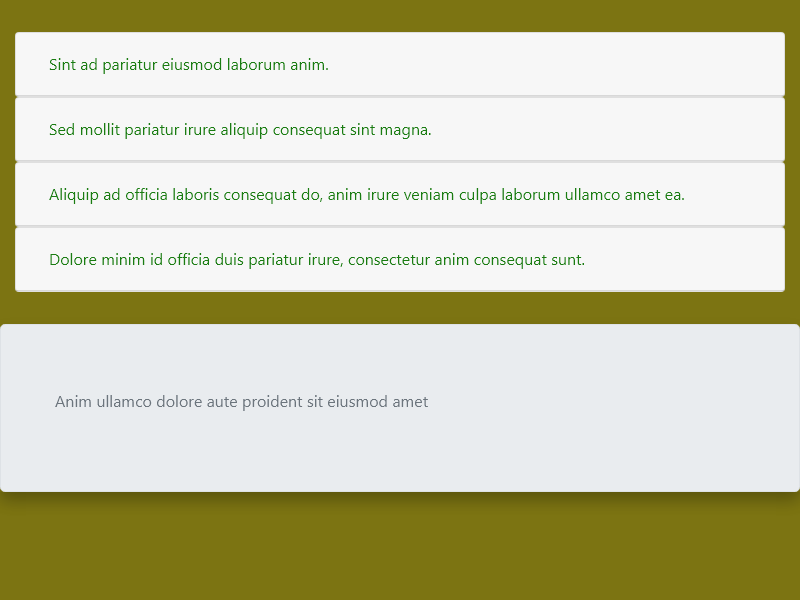 Sint ad pariatur eiusmod laborum anim.
Sed mollit pariatur irure aliquip consequat sint magna.
Aliquip ad officia laboris consequat do, anim irure veniam culpa laborum ullamco amet ea.
Dolore minim id officia duis pariatur irure, consectetur anim consequat sunt.
Anim ullamco dolore aute proident sit eiusmod amet